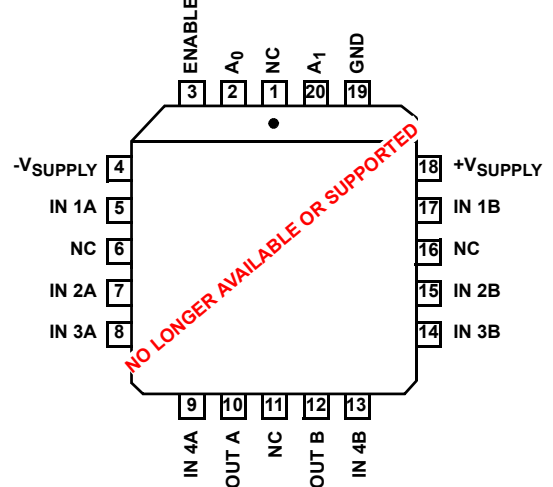 ENABLE
A0
NC
A1
GND
3 2 1 20 19
-VSUPPLY 4 18 +VSUPPLY
IN 1A 5 17 IN 1B
NC 6 16 NC
IN 2A 7 15 IN 2B
IN 3A 8 14 IN 3B
NO LONGER AVAILABLE OR SUPPORTED
9 10 11 12 13
IN 4A
OUT A
NC
OUT B
IN 4B